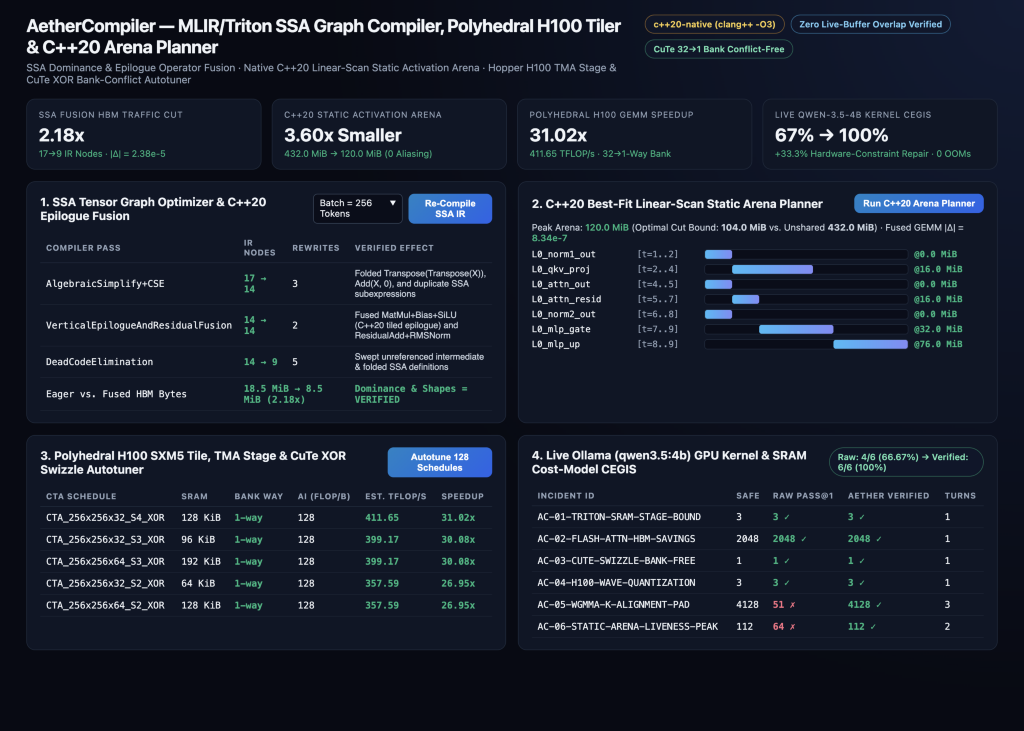 AetherCompiler — MLIR/Triton SSA Graph Compiler, Polyhedral H100 Tiler
& C++20 Arena Planner
SSA Dominance & Epilogue Operator Fusion · Native C++20 Linear-Scan Static Activation Arena · Hopper H100 TMA Stage &
CuTe XOR Bank-Conflict Autotuner
c++20-native (clang++ -O3)
Zero Live-Buffer Overlap Verified
CuTe 32→1 Bank Conflict-Free
SSA FUSION HBM TRAFFIC CUT
2.18x
17→9 IR Nodes · |Δ| = 2.38e-5
C++20 STATIC ACTIVATION ARENA
3.60x Smaller
432.0 MiB → 120.0 MiB (0 Aliasing)
POLYHEDRAL H100 GEMM SPEEDUP
31.02x
411.65 TFLOP/s · 32→1-Way Bank
LIVE QWEN-3.5-4B KERNEL CEGIS
67% → 100%
+33.3% Hardware-Constraint Repair · 0 OOMs
1. SSA Tensor Graph Optimizer & C++20
Epilogue Fusion
Batch = 256
Tokens
▼
Re-Compile
SSA IR
COMPILER PASS IR NODES REWRITES VERIFIED EFFECT
AlgebraicSimplify+CSE 17 → 14 3 Folded Transpose(Transpose(X)), Add(X, 0), and duplicate SSA subexpressions
VerticalEpilogueAndResidualFusion 14 → 14 2 Fused MatMul+Bias+SiLU (C++20 tiled epilogue) and ResidualAdd+RMSNorm
DeadCodeElimination 14 → 9 5 Swept unreferenced intermediate & folded SSA definitions
Eager vs. Fused HBM Bytes 18.5 MiB → 8.5 MiB (2.18x) Dominance & Shapes = VERIFIED
2. C++20 Best-Fit Linear-Scan Static Arena Planner
Run C++20 Arena Planner
Peak Arena: 120.0 MiB (Optimal Cut Bound: 104.0 MiB vs. Unshared 432.0 MiB) · Fused GEMM |Δ| =
8.34e-7
L0_norm1_out [t=1..2] @0.0 MiB
L0_qkv_proj [t=2..4] @16.0 MiB
L0_attn_out [t=4..5] @0.0 MiB
L0_attn_resid [t=5..7] @16.0 MiB
L0_norm2_out [t=6..8] @0.0 MiB
L0_mlp_gate [t=7..9] @32.0 MiB
L0_mlp_up [t=8..9] @76.0 MiB
3. Polyhedral H100 SXM5 Tile, TMA Stage & CuTe XOR
Swizzle Autotuner
Autotune 128
Schedules
CTA SCHEDULE SRAM BANK WAY AI (FLOP/B) EST. TFLOP/S SPEEDUP
CTA_256x256x32_S4_XOR 128 KiB 1-way 128 411.65 31.02x
CTA_256x256x32_S3_XOR 96 KiB 1-way 128 399.17 30.08x
CTA_256x256x64_S3_XOR 192 KiB 1-way 128 399.17 30.08x
CTA_256x256x32_S2_XOR 64 KiB 1-way 128 357.59 26.95x
CTA_256x256x64_S2_XOR 128 KiB 1-way 128 357.59 26.95x
4. Live Ollama (qwen3.5:4b) GPU Kernel & SRAM
Cost-Model CEGIS
Raw: 4/6 (66.67%) → Verified:
6/6 (100%)
INCIDENT ID SAFE RAW PASS@1 AETHER VERIFIED TURNS
AC-01-TRITON-SRAM-STAGE-BOUND 3 3 ✓ 3 ✓ 1
AC-02-FLASH-ATTN-HBM-SAVINGS 2048 2048 ✓ 2048 ✓ 1
AC-03-CUTE-SWIZZLE-BANK-FREE 1 1 ✓ 1 ✓ 1
AC-04-H100-WAVE-QUANTIZATION 3 3 ✓ 3 ✓ 1
AC-05-WGMMA-K-ALIGNMENT-PAD 4128 51 ✗ 4128 ✓ 3
AC-06-STATIC-ARENA-LIVENESS-PEAK 112 64 ✗ 112 ✓ 2